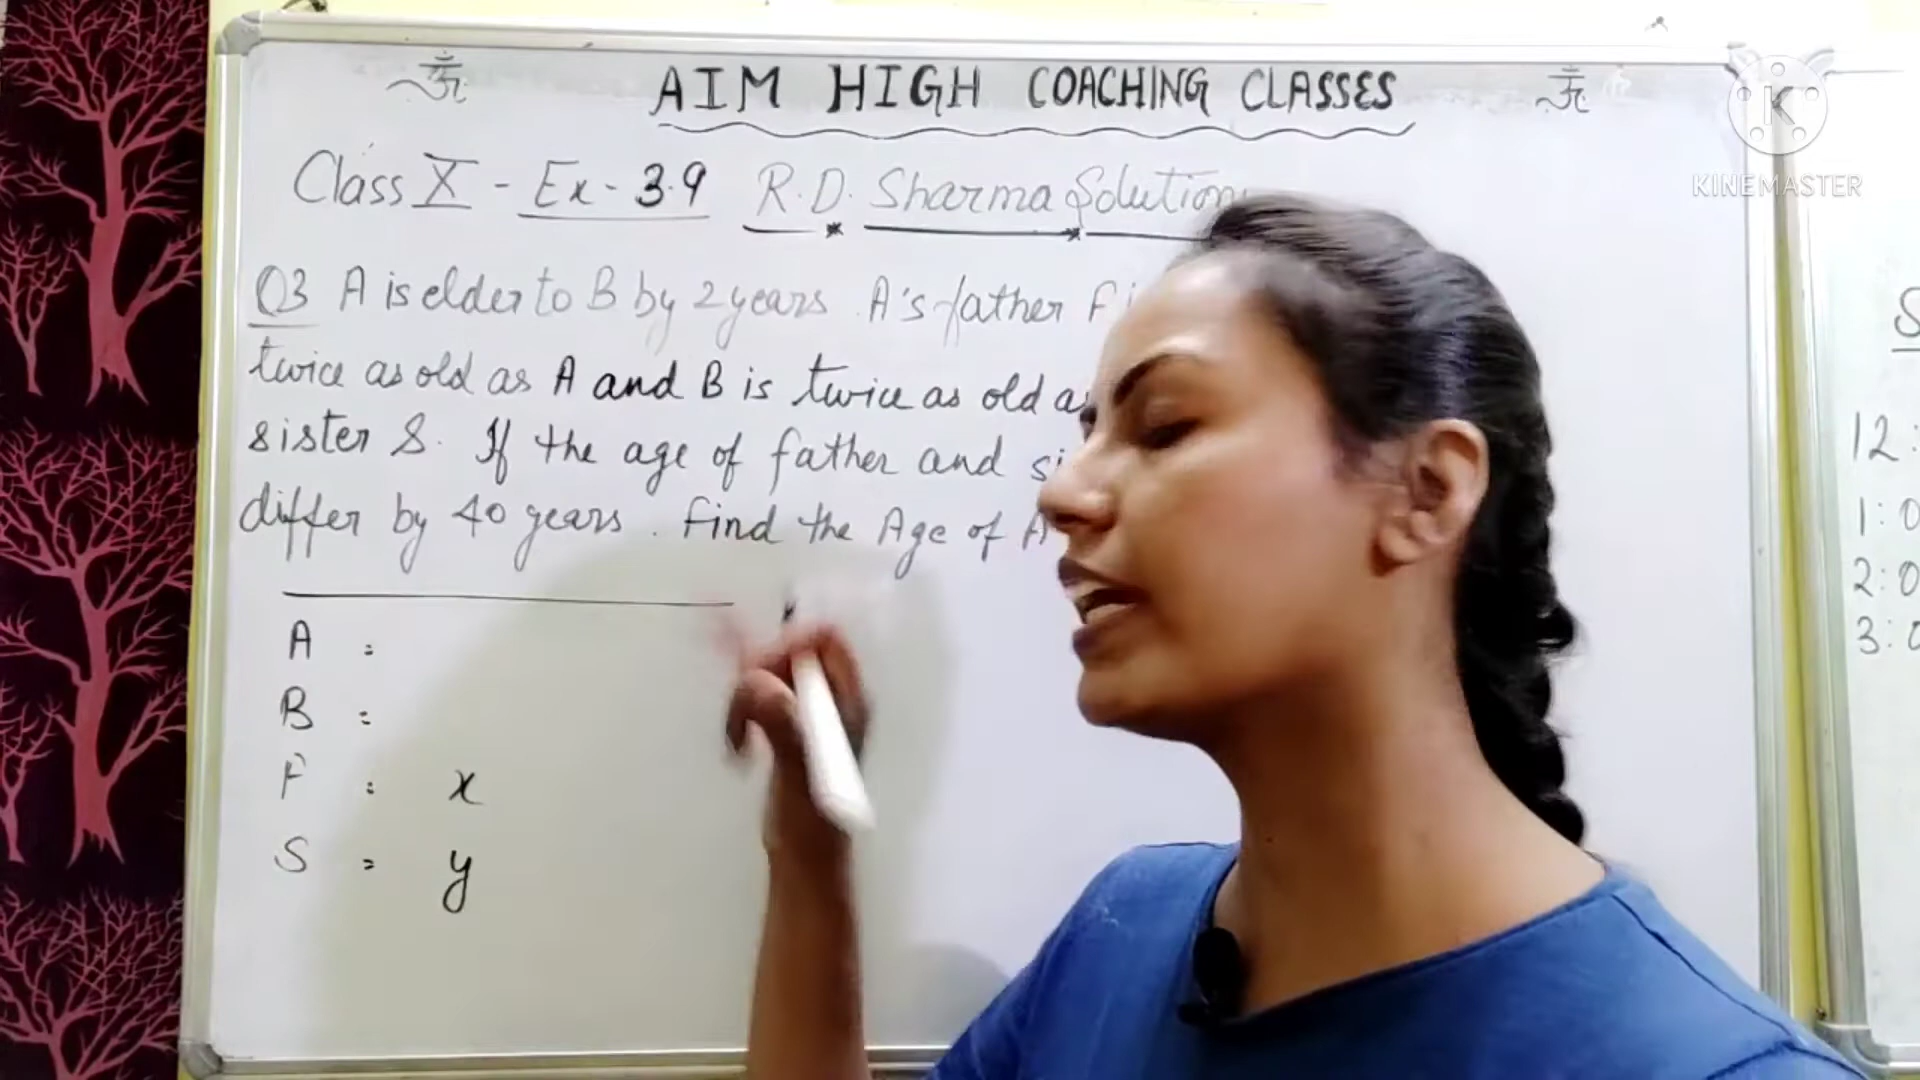 ॐ AIM HIGH COACHING CLASSES ॐ
K
KINEMASTER
Class X - Ex - 3.9 R.D. Sharma Solution
Q3 A is elder to B by 2 years. A's father F
twice as old as A and B is twice as old as
sister S. If the age of father and
differ by 40 years. Find the Age of A
A :
B :
F : x
S = y
12:
1:0
2:0
3:0